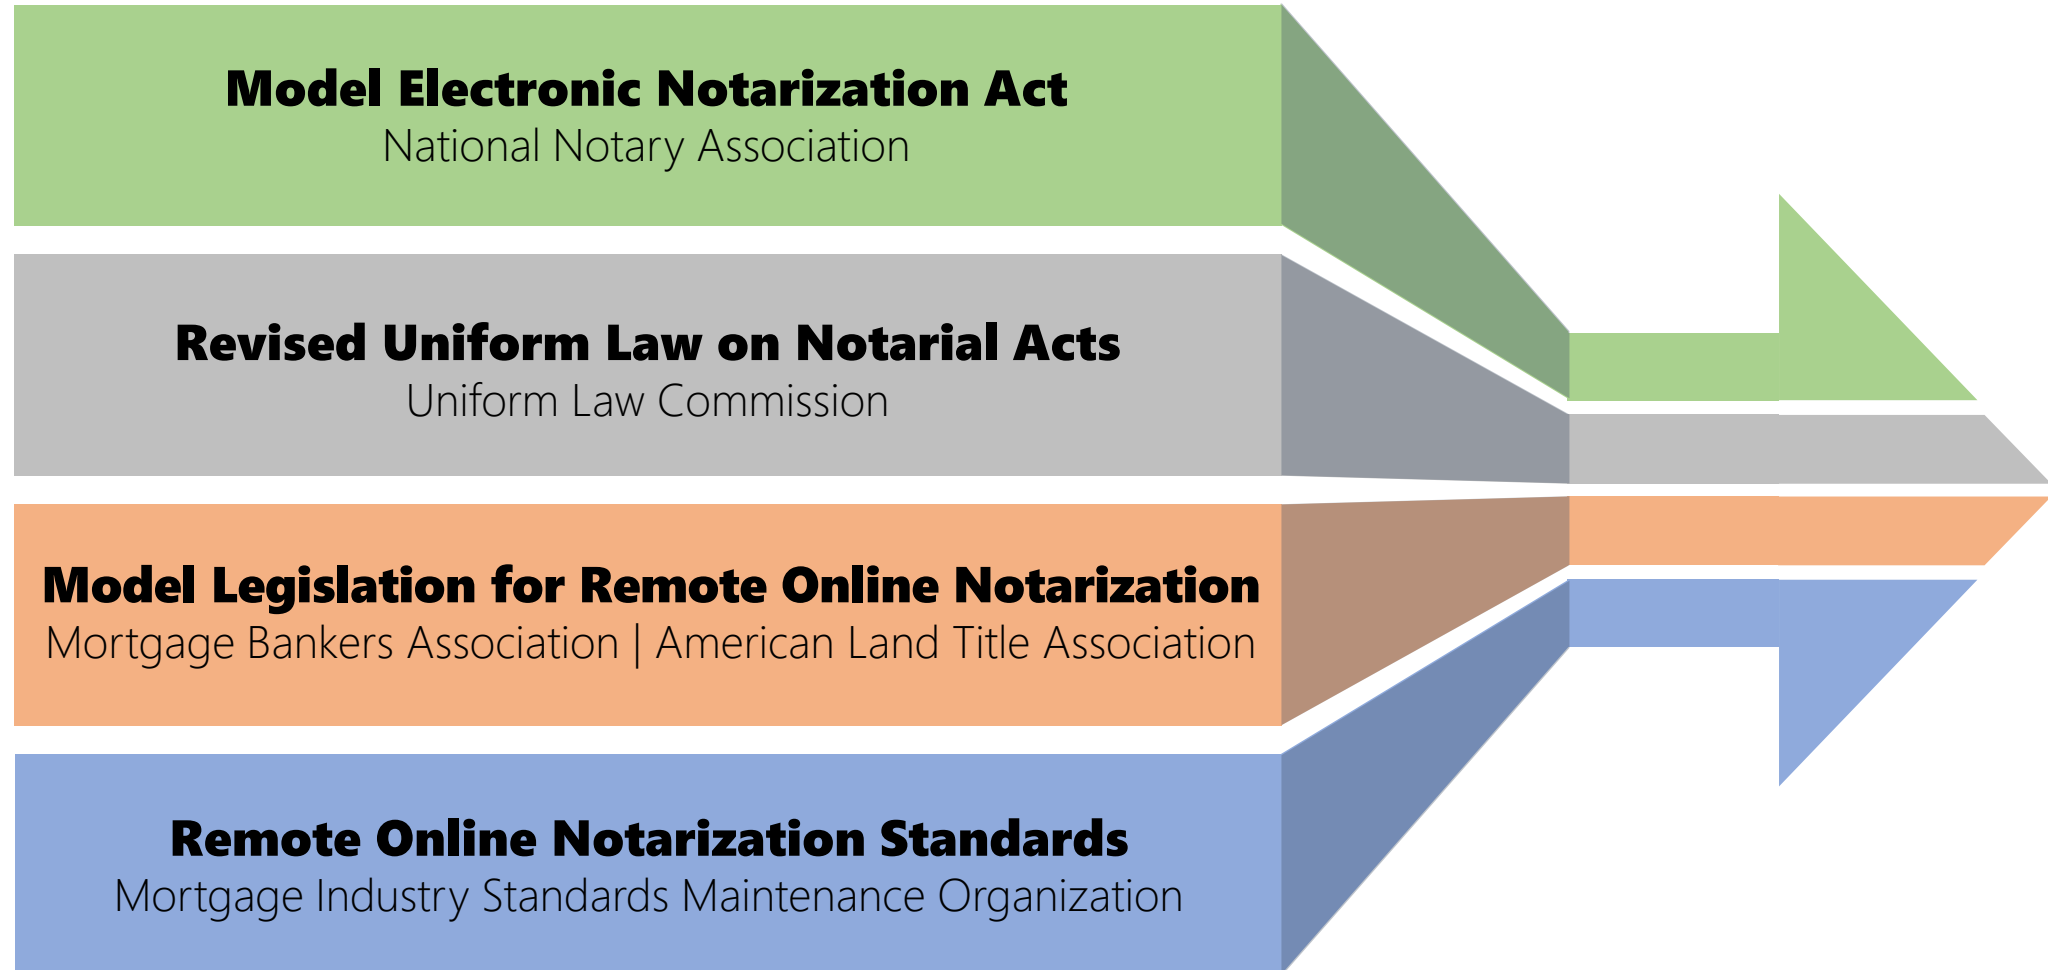 Model Electronic Notarization Act
National Notary Association
Revised Uniform Law on Notarial Acts
Uniform Law Commission
Model Legislation for Remote Online Notarization
Mortgage Bankers Association | American Land Title Association
Remote Online Notarization Standards
Mortgage Industry Standards Maintenance Organization